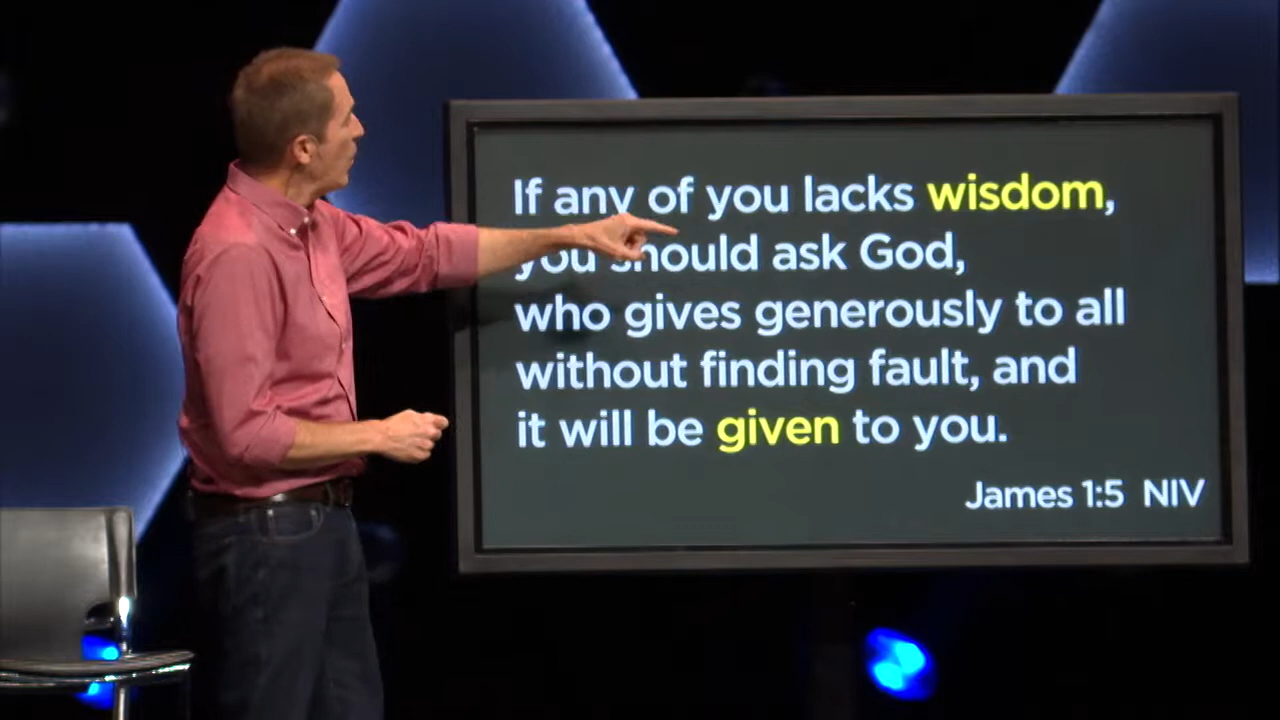 If any of you lacks wisdom,
you should ask God,
who gives generously to all
without finding fault, and
it will be given to you.
James 1:5 NIV